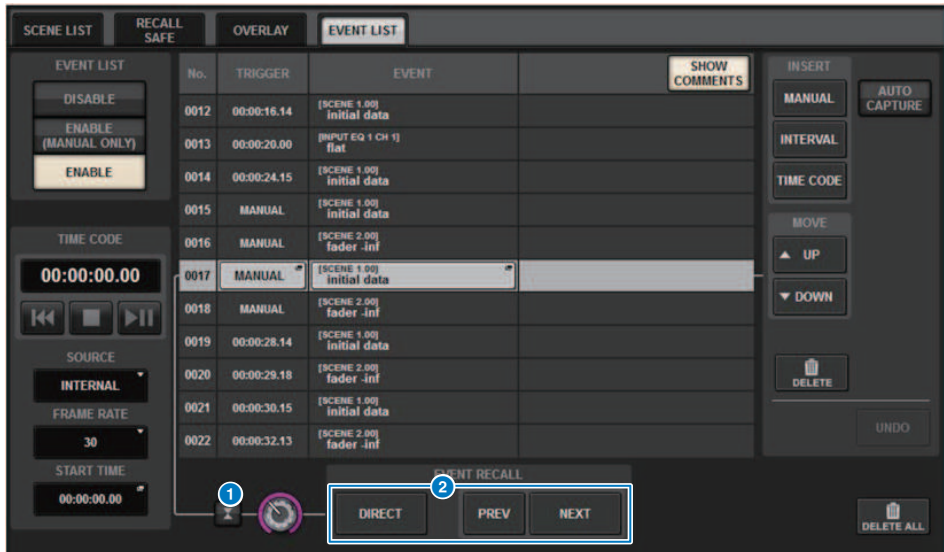 SCENE LIST
RECALL SAFE
OVERLAY
EVENT LIST
EVENT LIST
DISABLE
ENABLE
(MANUAL ONLY)
ENABLE
TIME CODE
00:00:00.00
SOURCE
INTERNAL
FRAME RATE
30
START TIME
00:00:00.00
No. TRIGGER EVENT SHOW COMMENTS
0012 00:00:16.14 [SCENE 1.00] initial data
0013 00:00:20.00 [INPUT EQ 1 CH 1] flat
0014 00:00:24.15 [SCENE 1.00] initial data
0015 MANUAL [SCENE 1.00] initial data
0016 MANUAL [SCENE 2.00] fader -inf
0017 MANUAL [SCENE 1.00] initial data
0018 MANUAL [SCENE 2.00] fader -inf
0019 00:00:28.14 [SCENE 1.00] initial data
0020 00:00:29.18 [SCENE 2.00] fader -inf
0021 00:00:30.15 [SCENE 1.00] initial data
0022 00:00:32.13 [SCENE 2.00] fader -inf
INSERT
MANUAL
AUTO CAPTURE
INTERVAL
TIME CODE
MOVE
UP
DOWN
DELETE
UNDO
EVENT RECALL
1
2
DIRECT
PREV
NEXT
DELETE ALL